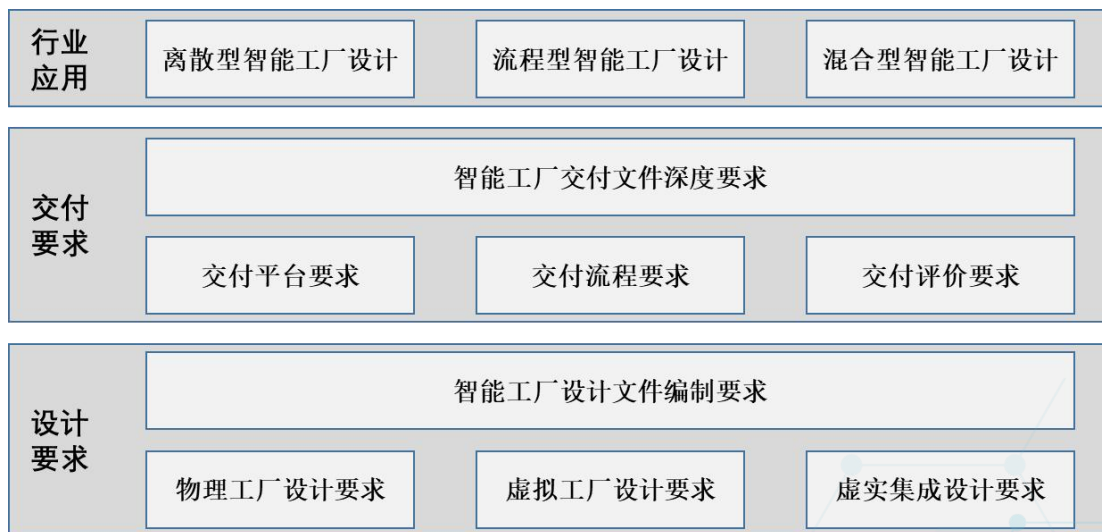 行业
应用
离散型智能工厂设计
流程型智能工厂设计
混合型智能工厂设计
交付
要求
智能工厂交付文件深度要求
交付平台要求
交付流程要求
交付评价要求
设计
要求
智能工厂设计文件编制要求
物理工厂设计要求
虚拟工厂设计要求
虚实集成设计要求